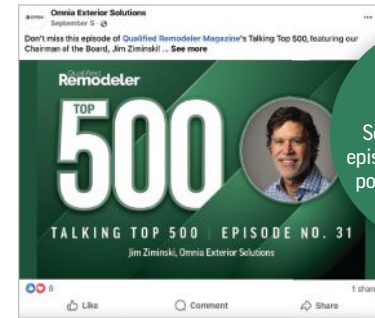 Omnia Exterior Solutions
September 5
Don't miss this episode of Qualified Remodeler Magazine's Talking Top 500, featuring our
Chairman of the Board, Jim Ziminski! ... See more
Qualified
Remodeler
TOP
500
TALKING TOP 500 | EPISODE NO. 31
Jim Ziminski, Omnia Exterior Solutions
8
1 share
Like
Comment
Share